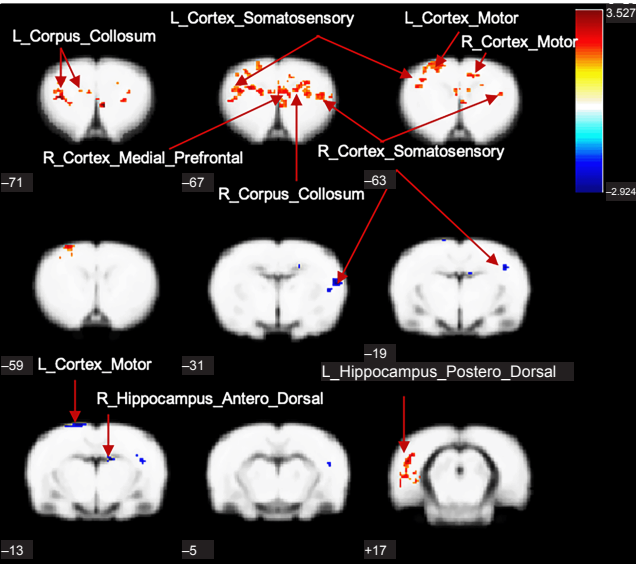 3.527
L_Cortex_Somatosensory
L_Cortex_Motor
L_Corpus_Collosum
R_Cortex_Motor
R_Cortex_Medial_Prefrontal
R_Cortex_Somatosensory
–71
–67
–63
R_Corpus_Collosum
–2.924
–59
–31
–19
L_Cortex_Motor
L_Hippocampus_Postero_Dorsal
R_Hippocampus_Antero_Dorsal
–13
–5
+17